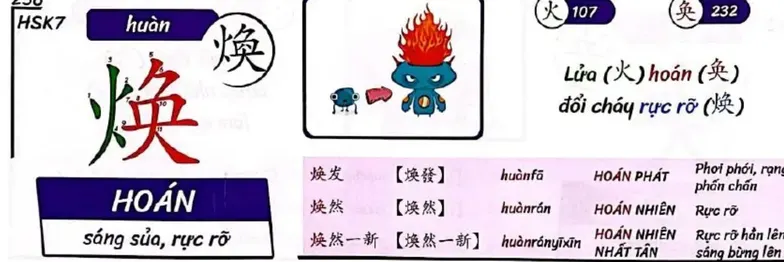 HSK7
huàn
煥
焕
HOÁN
sáng sủa, rực rỡ
火 107
奂 232
Lửa (火) hoán (奂)
đổi cháy rực rỡ (焕)
焕发 【煥發】 huànfā HOÁN PHÁT Phơi phới, rạng
phấn chấn
焕然 【煥然】 huànrán HOÁN NHIÊN Rực rỡ
焕然一新 【煥然一新】 huànrányīxīn HOÁN NHIÊN
NHẤT TÂN Rực rỡ hẳn lên
sáng bừng lên